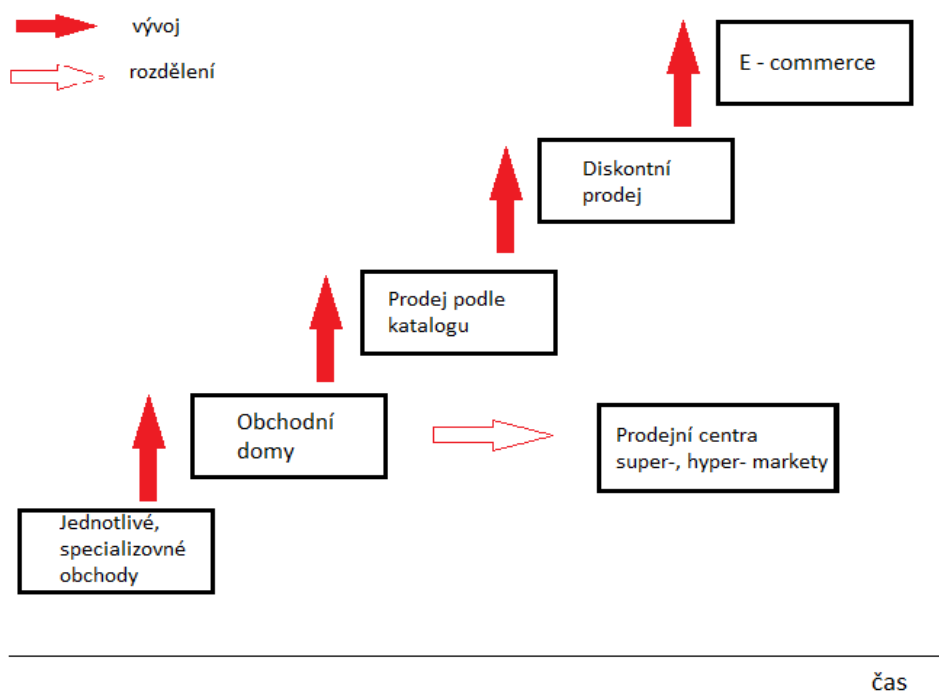 vývoj
rozdělení
E - commerce
Diskontní
prodej
Prodej podle
katalogu
Obchodní
domy
Prodejní centra
super-, hyper- markety
Jednotlivé,
specializovné
obchody
čas